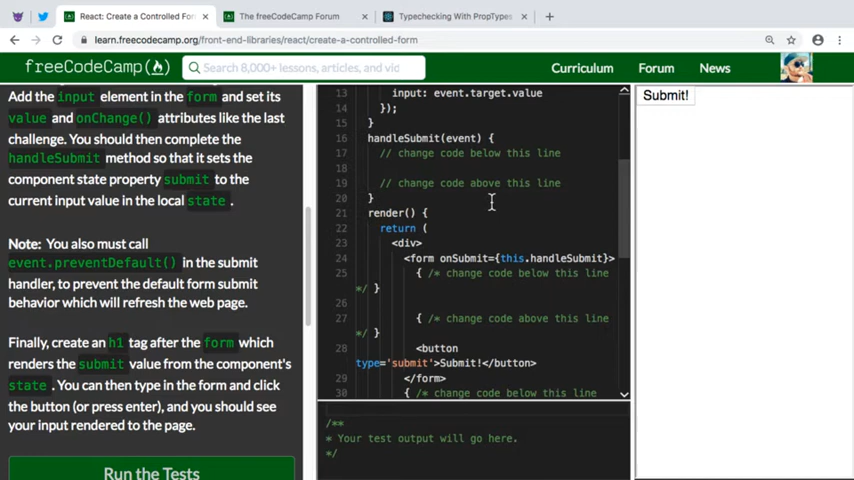 React: Create a Controlled For
The freeCodeCamp Forum
Typechecking With PropTypes
learn.freecodecamp.org/front-end-libraries/react/create-a-controlled-form
freeCodeCamp
Search 8,000+ lessons, articles, and vid
Curriculum
Forum
News
Add the input element in the form and set its
value and onChange() attributes like the last
challenge. You should then complete the
handleSubmit method so that it sets the
component state property submit to the
current input value in the local state .
Note: You also must call
event.preventDefault() in the submit
handler, to prevent the default form submit
behavior which will refresh the web page.
Finally, create an h1 tag after the form which
renders the submit value from the component's
state . You can then type in the form and click
the button (or press enter), and you should see
your input rendered to the page.
Run the Tests
13 input: event.target.value
14 });
15 }
16 handleSubmit(event) {
17 // change code below this line
18
19 // change code above this line
20 }
21 render() {
22 return (
23 <div>
24 <form onSubmit={this.handleSubmit}>
25 { /* change code below this line
*/ }
26
27 { /* change code above this line
*/ }
28 <button
type='submit'>Submit!</button>
29 </form>
30 { /* change code below this line
/**
* Your test output will go here.
*/
Submit!